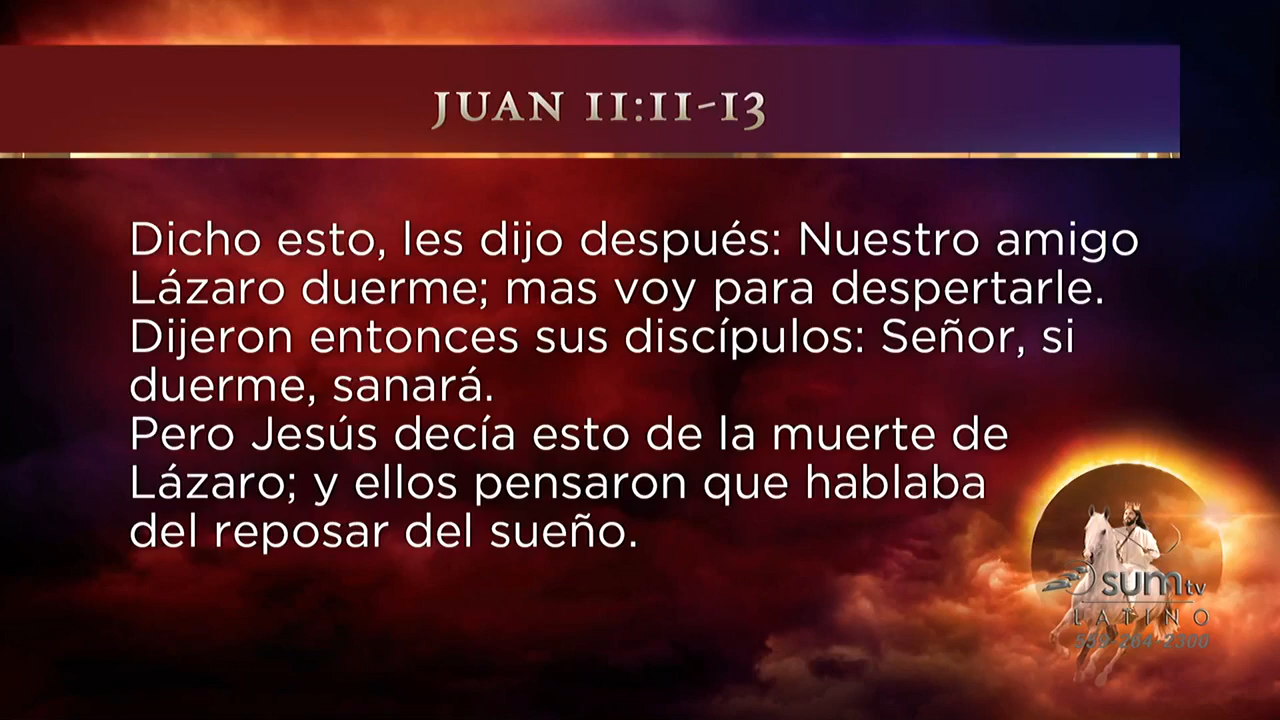 JUAN 11:11-13
Dicho esto, les dijo después: Nuestro amigo
Lázaro duerme; mas voy para despertarle.
Dijeron entonces sus discípulos: Señor, si
duerme, sanará.
Pero Jesús decía esto de la muerte de
Lázaro; y ellos pensaron que hablaba
del reposar del sueño.
sumtv
LATINO